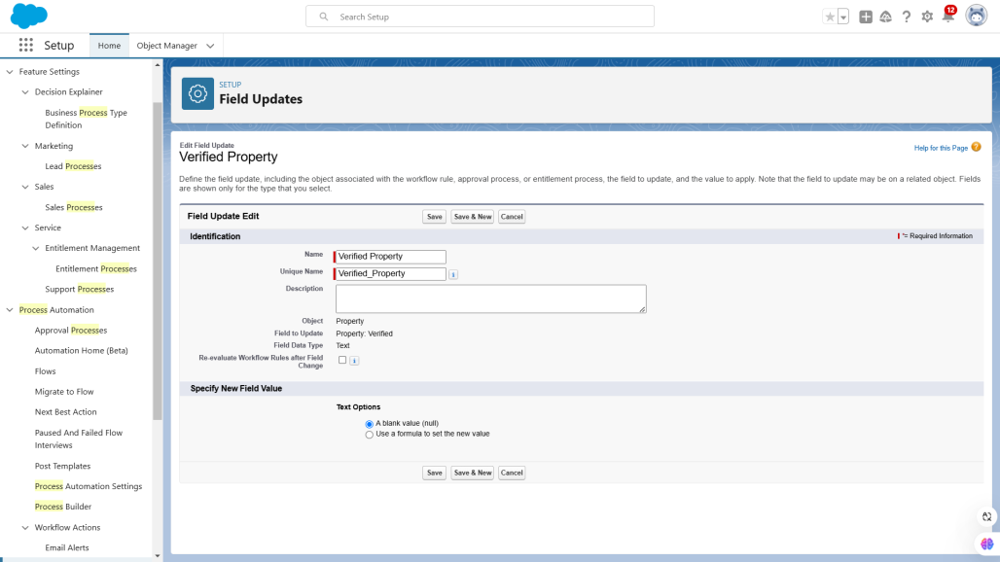 Search Setup
12
Setup
Home
Object Manager
Feature Settings
Decision Explainer
Business Process Type
Definition
Marketing
Lead Processes
Sales
Sales Processes
Service
Entitlement Management
Entitlement Processes
Support Processes
Process Automation
Approval Processes
Automation Home (Beta)
Flows
Migrate to Flow
Next Best Action
Paused And Failed Flow
Interviews
Post Templates
Process Automation Settings
Process Builder
Workflow Actions
Email Alerts
SETUP
Field Updates
Edit Field Update
Verified Property
Help for this Page ?
Define the field update, including the object associated with the workflow rule, approval process, or entitlement process, the field to update, and the value to apply. Note that the field to update may be on a related object. Fields
are shown only for the type that you select.
Field Update Edit Save Save & New Cancel
Identification = Required Information
Name Verified Property
Unique Name Verified_Property i
Description
Object Property
Field to Update Property: Verified
Field Data Type Text
Re-evaluate Workflow Rules after Field
Change i
Specify New Field Value
Text Options
A blank value (null)
Use a formula to set the new value
Save Save & New Cancel